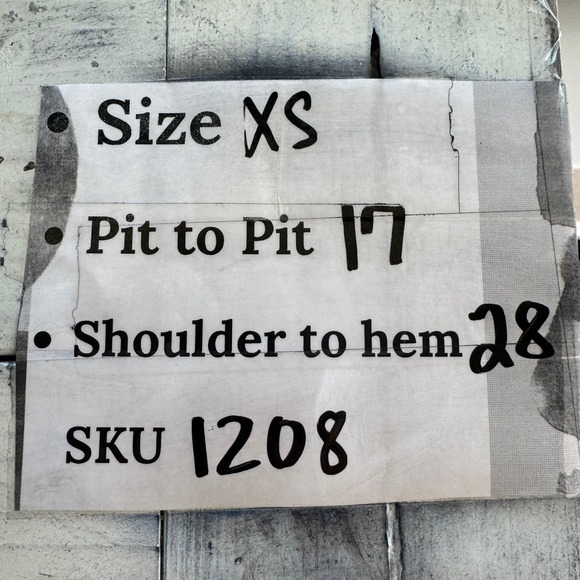 • Size XS
• Pit to Pit 17
• Shoulder to hem 28
SKU 1208